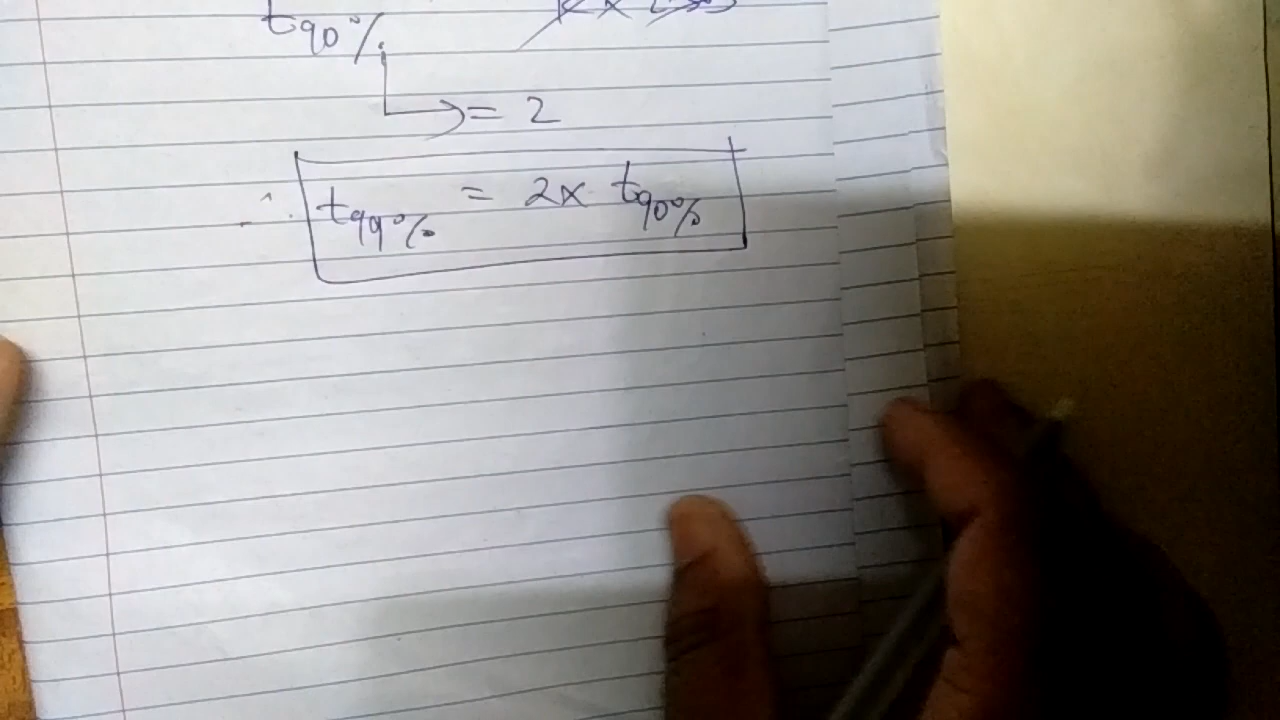 t90%
= 2
∴ t99% = 2x t90%